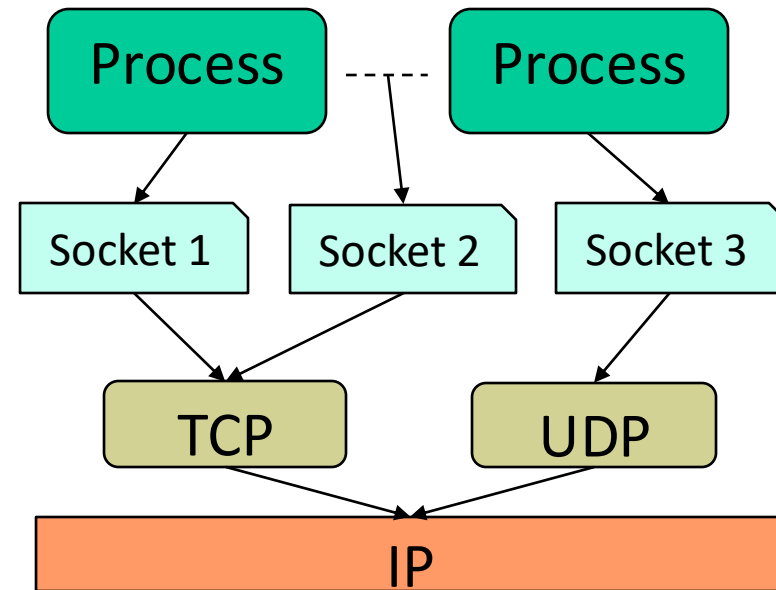 Process
Process
Socket 1
Socket 2
Socket 3
TCP
UDP
IP